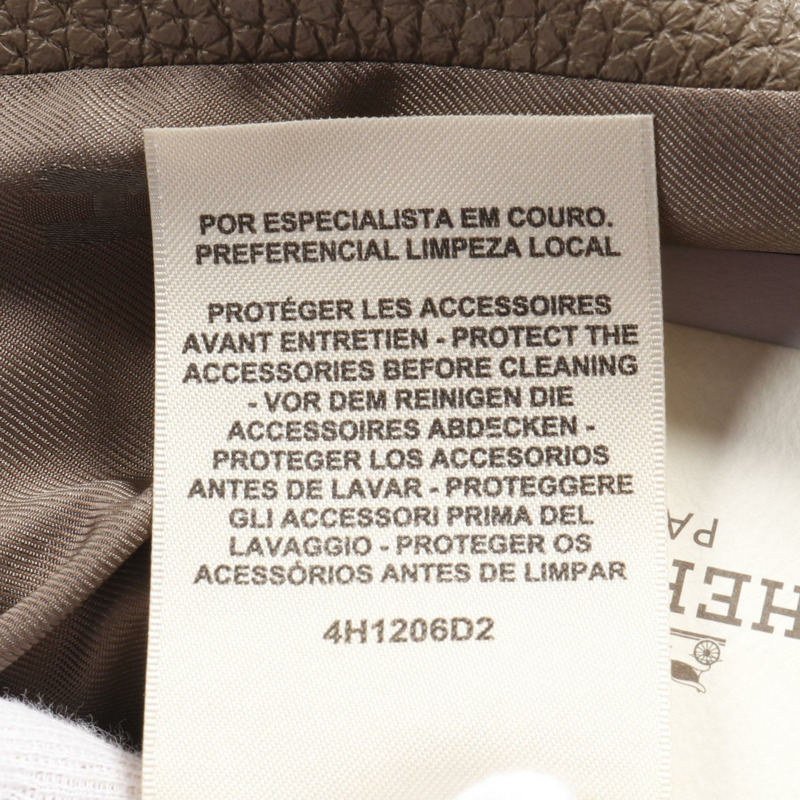 POR ESPECIALISTA EM COURO.
PREFERENCIAL LIMPEZA LOCAL
PROTÉGER LES ACCESSOIRES
AVANT ENTRETIEN - PROTECT THE
ACCESSORIES BEFORE CLEANING
- VOR DEM REINIGEN DIE
ACCESSOIRES ABDECKEN -
PROTEGER LOS ACCESORIOS
ANTES DE LAVAR - PROTEGGERE
GLI ACCESSORI PRIMA DEL
LAVAGGIO - PROTEGER OS
ACESSÓRIOS ANTES DE LIMPAR
4H1206D2